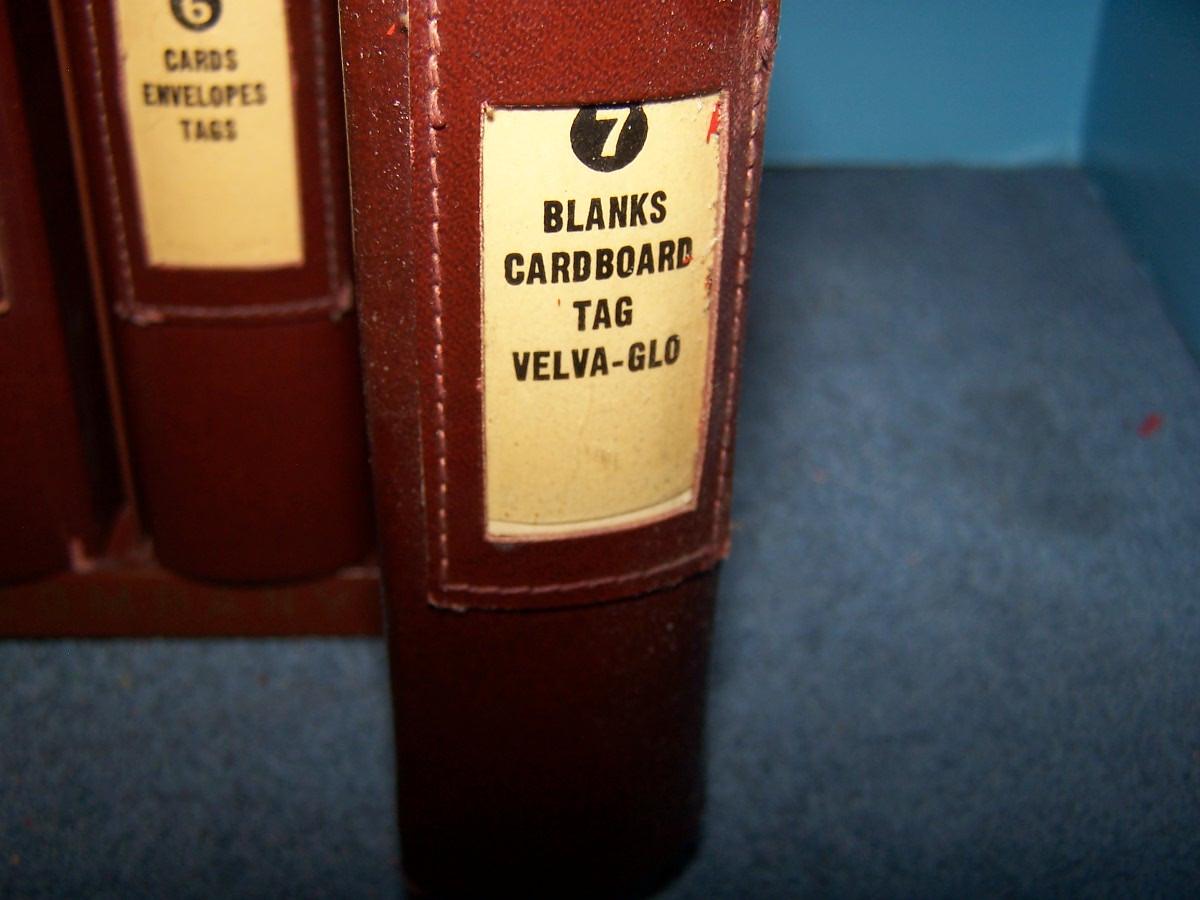 6
CARDS
ENVELOPES
TAGS
7
BLANKS
CARDBOARD
TAG
VELVA-GLO